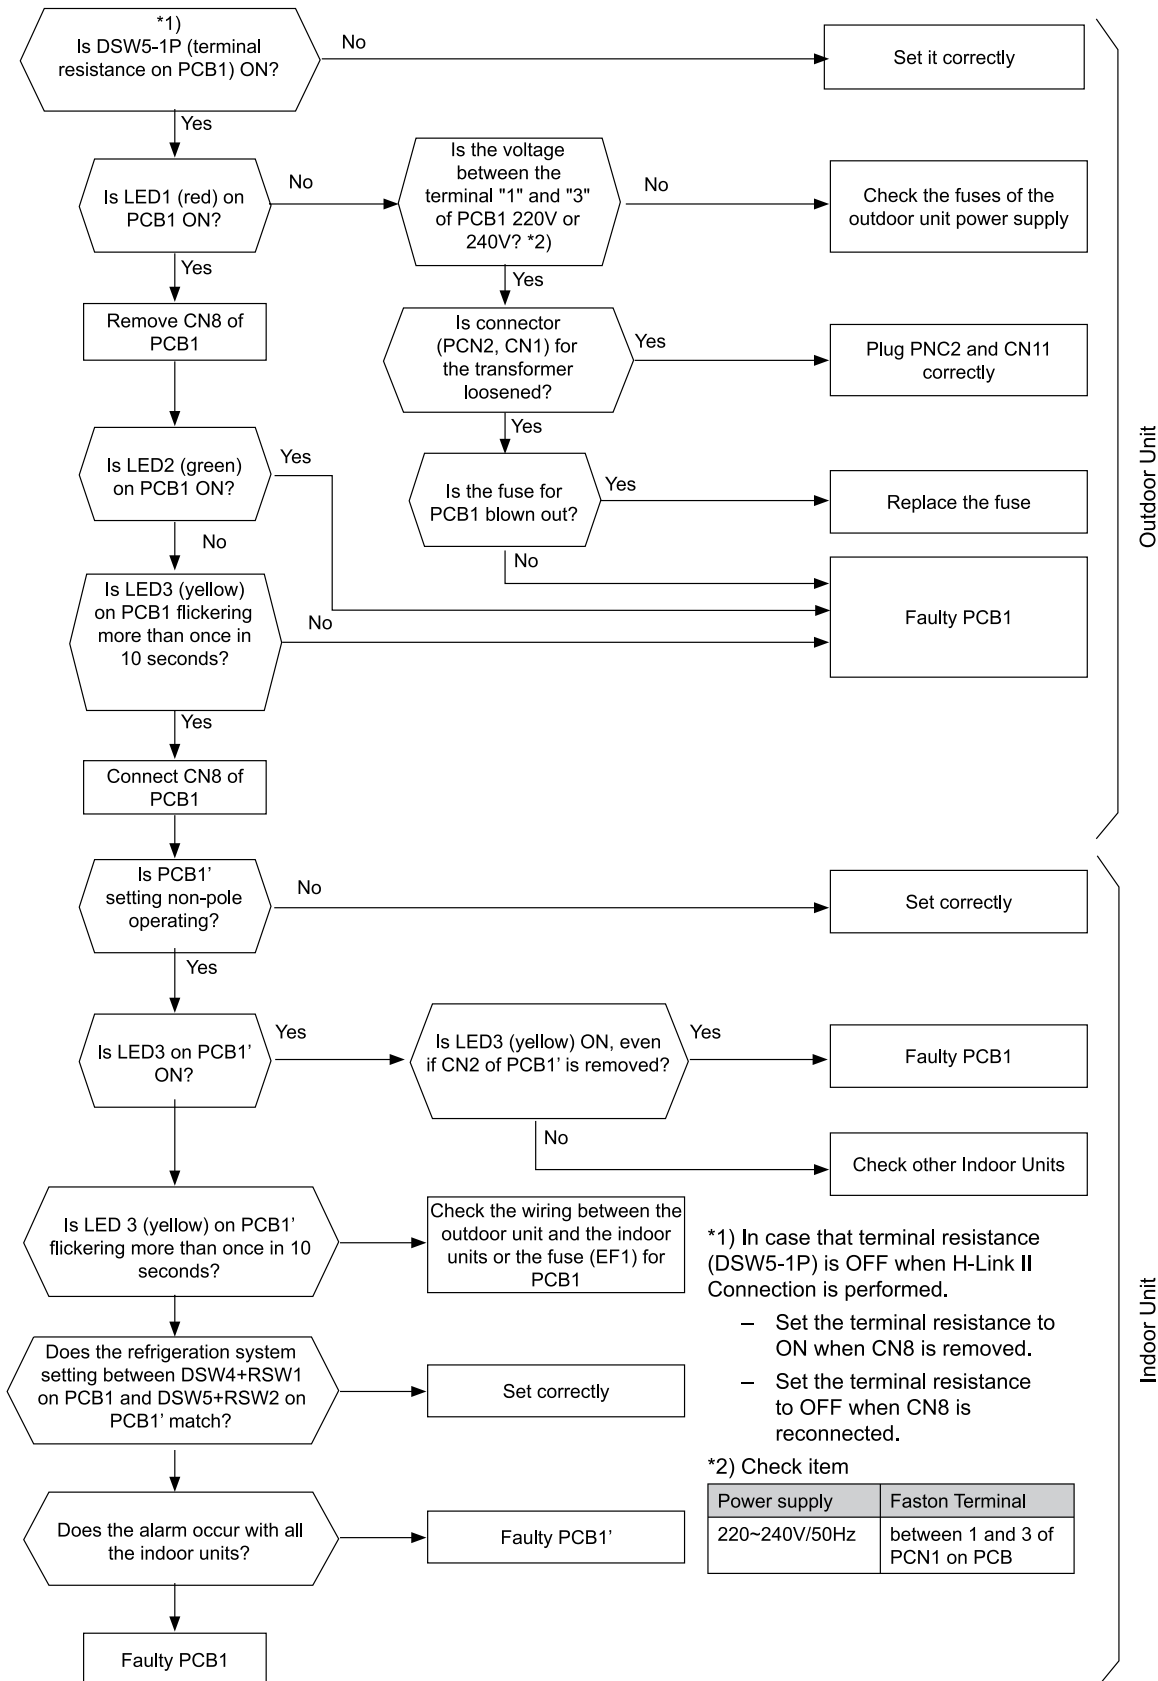 *1)
Is DSW5-1P (terminal
resistance on PCB1) ON?
No
Set it correctly
Yes
Is LED1 (red) on
PCB1 ON?
No
Is the voltage
between the
terminal "1" and "3"
of PCB1 220V or
240V? *2)
No
Check the fuses of the
outdoor unit power supply
Yes
Remove CN8 of
PCB1
Yes
Is connector
(PCN2, CN1) for
the transformer
loosened?
Yes
Plug PNC2 and CN11
correctly
Yes
Is LED2 (green)
on PCB1 ON?
Yes
Is the fuse for
PCB1 blown out?
Yes
Replace the fuse
No
No
Is LED3 (yellow)
on PCB1 flickering
more than once in
10 seconds?
No
Faulty PCB1
Yes
Connect CN8 of
PCB1
Outdoor Unit
Is PCB1’
setting non-pole
operating?
No
Set correctly
Yes
Is LED3 on PCB1’
ON?
Yes
Is LED3 (yellow) ON, even
if CN2 of PCB1’ is removed?
Yes
Faulty PCB1
No
Check other Indoor Units
Is LED 3 (yellow) on PCB1’
flickering more than once in 10
seconds?
Check the wiring between the
outdoor unit and the indoor
units or the fuse (EF1) for
PCB1
Does the refrigeration system
setting between DSW4+RSW1
on PCB1 and DSW5+RSW2 on
PCB1’ match?
Set correctly
Does the alarm occur with all
the indoor units?
Faulty PCB1’
Faulty PCB1
*1) In case that terminal resistance
(DSW5-1P) is OFF when H-Link II
Connection is performed.
– Set the terminal resistance to
ON when CN8 is removed.
– Set the terminal resistance
to OFF when CN8 is
reconnected.
*2) Check item
Power supply
Faston Terminal
220~240V/50Hz
between 1 and 3 of
PCN1 on PCB
Indoor Unit